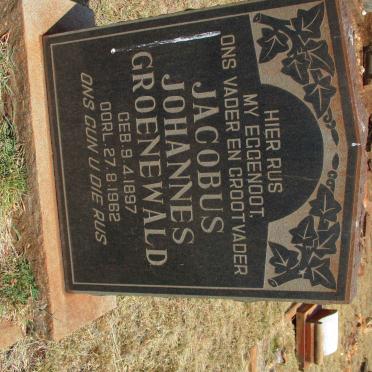 HIER RUS
MY EGGENOOT,
ONS VADER EN GROOTVADER
JACOBUS
JOHANNES
GROENEWALD
GEB. 9.4.1897
OORL. 27.8.1962
ONS GUN U DIE RUS